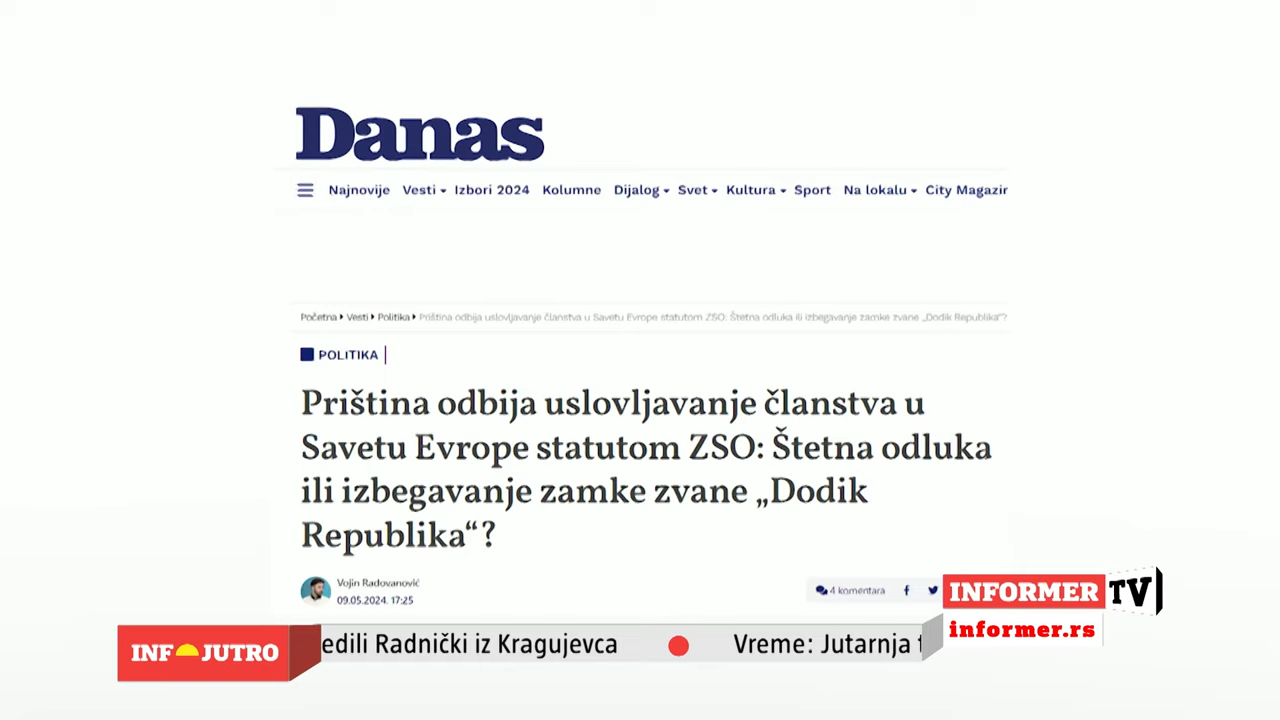 Danas
Najnovije Vesti Izbori 2024 Kolumne Dijalog Svet Kultura Sport Na lokalu City Magazin
Početna Vesti Politika Priština odbija uslovljavanje članstva u Savetu Evrope statutom ZSO: Štetna odluka ili izbegavanje zamke zvane „Dodik Republika“?
POLITIKA
Priština odbija uslovljavanje članstva u
Savetu Evrope statutom ZSO: Štetna odluka
ili izbegavanje zamke zvane „Dodik
Republika“?
Vojin Radovanović
09.05.2024. 17:25
4 komentara
INFORMER TV
informer.rs
INFO JUTRO
edili Radnički iz Kragujevca
Vreme: Jutarnja